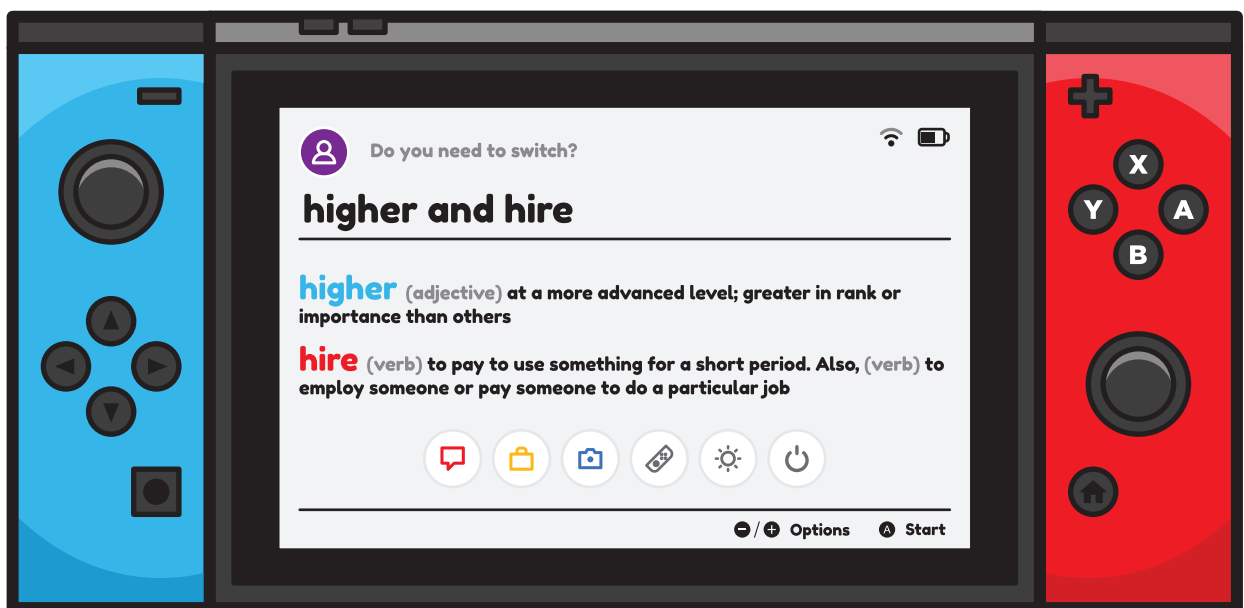 Do you need to switch?
higher and hire
higher (adjective) at a more advanced level; greater in rank or
importance than others
hire (verb) to pay to use something for a short period. Also, (verb) to
employ someone or pay someone to do a particular job
/ Options A Start
X
Y A
B